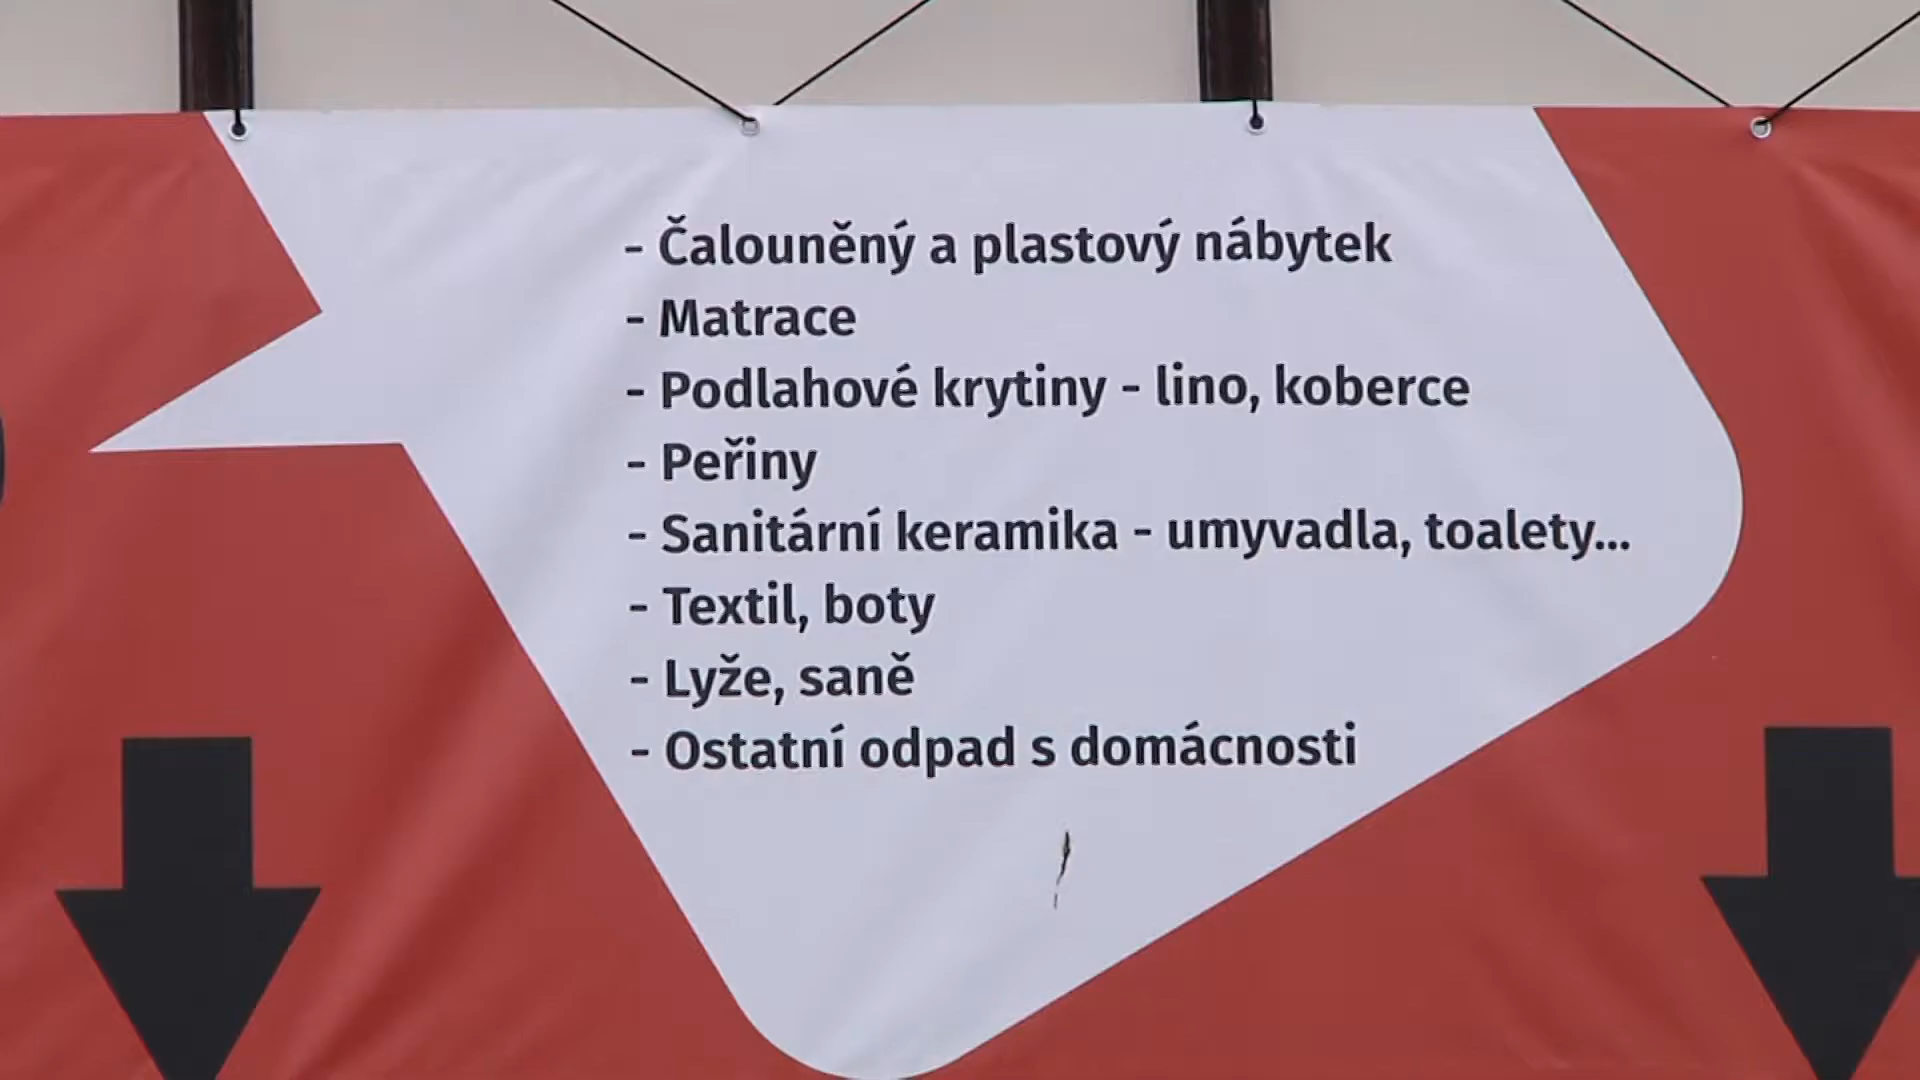 - Čalouněný a plastový nábytek
- Matrace
- Podlahové krytiny - lino, koberce
- Peřiny
- Sanitární keramika - umyvadla, toalety...
- Textil, boty
- Lyže, saně
- Ostatní odpad s domácnosti